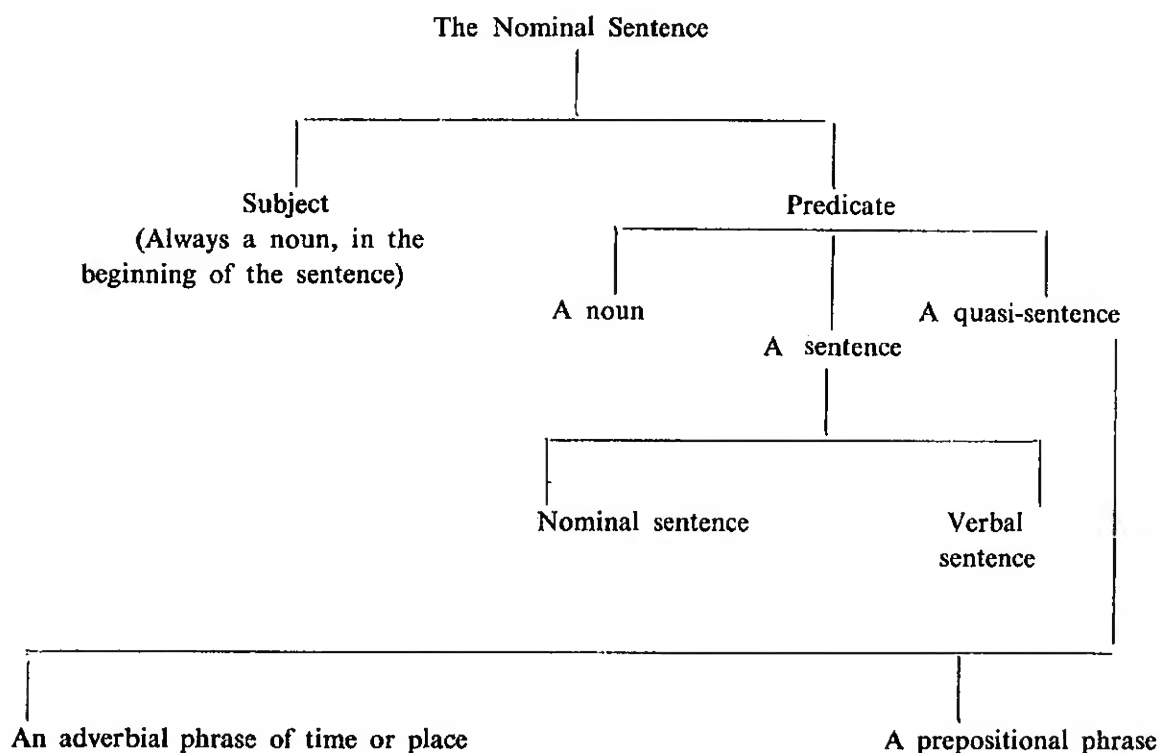 The Nominal Sentence
Subject
(Always a noun, in the
beginning of the sentence)
Predicate
A noun
A sentence
A quasi-sentence
Nominal sentence
Verbal
sentence
An adverbial phrase of time or place
A prepositional phrase